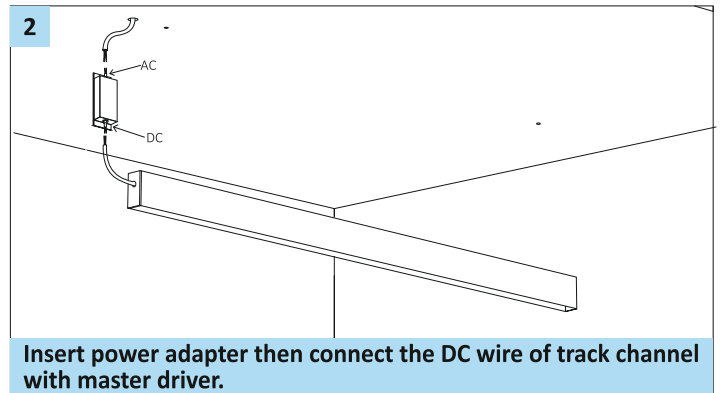 2
AC
DC
Insert power adapter then connect the DC wire of track channel
with master driver.